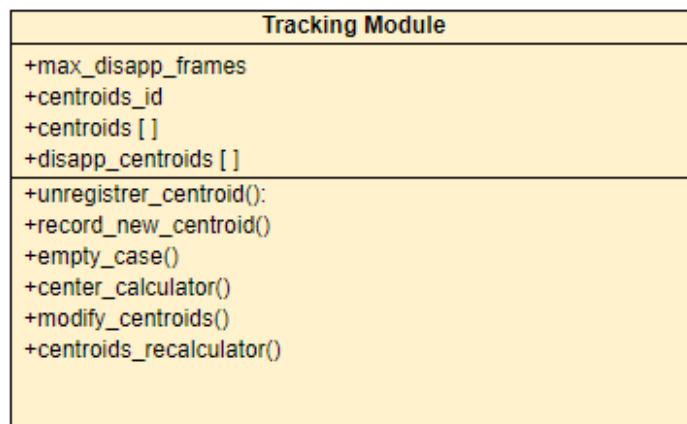 Tracking Module
+max_disapp_frames
+centroids_id
+centroids [ ]
+disapp_centroids [ ]
+unregistrer_centroid():
+record_new_centroid()
+empty_case()
+center_calculator()
+modify_centroids()
+centroids_recalculator()